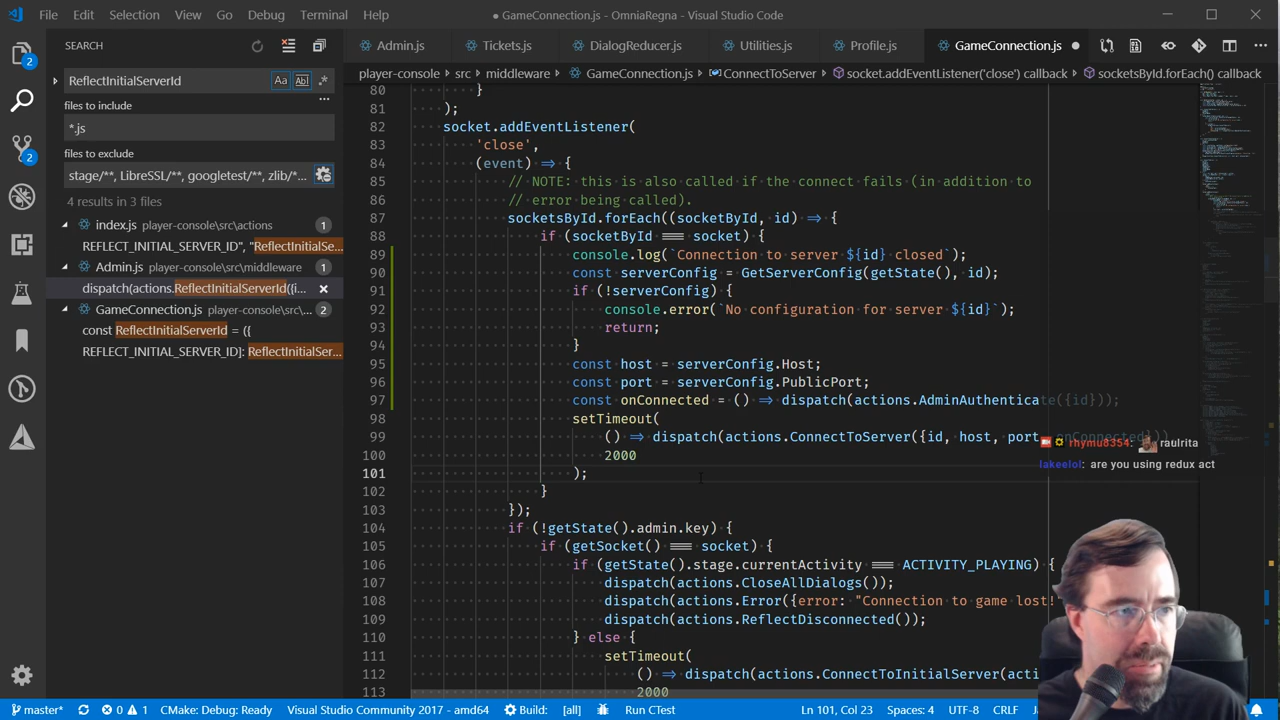 File Edit Selection View Go Debug Terminal Help
● GameConnection.js - OmniaRegna - Visual Studio Code
SEARCH
Admin.js Tickets.js DialogReducer.js Utilities.js Profile.js GameConnection.js ●
player-console > src > middleware > GameConnection.js > ConnectToServer > socket.addEventListener('close') callback > socketsById.forEach() callback
2
ReflectInitialServerId
Aa Abl .*
files to include
...
*.js
files to exclude
stage/**, LibreSSL/**, googletest/**, zlib/*...
2
4 results in 3 files
index.js player-console\src\actions 1
REFLECT_INITIAL_SERVER_ID", "ReflectInitialSe...
Admin.js player-console\src\middleware 1
dispatch(actions.ReflectInitialServerId({i...
GameConnection.js player-console\src\... 2
const ReflectInitialServerId = ({
REFLECT_INITIAL_SERVER_ID]: ReflectInitialSer...
80 }
81 );
82 socket.addEventListener(
83 'close',
84 (event) => {
85 // NOTE: this is also called if the connect fails (in addition to
86 // error being called).
87 socketsById.forEach((socketById, id) => {
88 if (socketById === socket) {
89 console.log(`Connection to server ${id} closed`);
90 const serverConfig = GetServerConfig(getState(), id);
91 if (!serverConfig) {
92 console.error(`No configuration for server ${id}`);
93 return;
94 }
95 const host = serverConfig.Host;
96 const port = serverConfig.PublicPort;
97 const onConnected = () => dispatch(actions.AdminAuthenticate({id}));
98 setTimeout(
99 () => dispatch(actions.ConnectToServer({id, host, port, onConnected}))
100 2000
101 );
102 }
103 });
104 if (!getState().admin.key) {
105 if (getSocket() === socket) {
106 if (getState().stage.currentActivity === ACTIVITY_PLAYING) {
107 dispatch(actions.CloseAllDialogs());
108 dispatch(actions.Error({error: "Connection to game lost!"
109 dispatch(actions.ReflectDisconnected());
110 } else {
111 setTimeout(
112 () => dispatch(actions.ConnectToInitialServer(acti
113 2000
rhymu8354: raulrita
lakeelol: are you using redux act
master* 0 1 CMake: Debug: Ready Visual Studio Community 2017 - amd64 Build: [all] Run CTest Ln 101, Col 23 Spaces: 4 UTF-8 CRLF